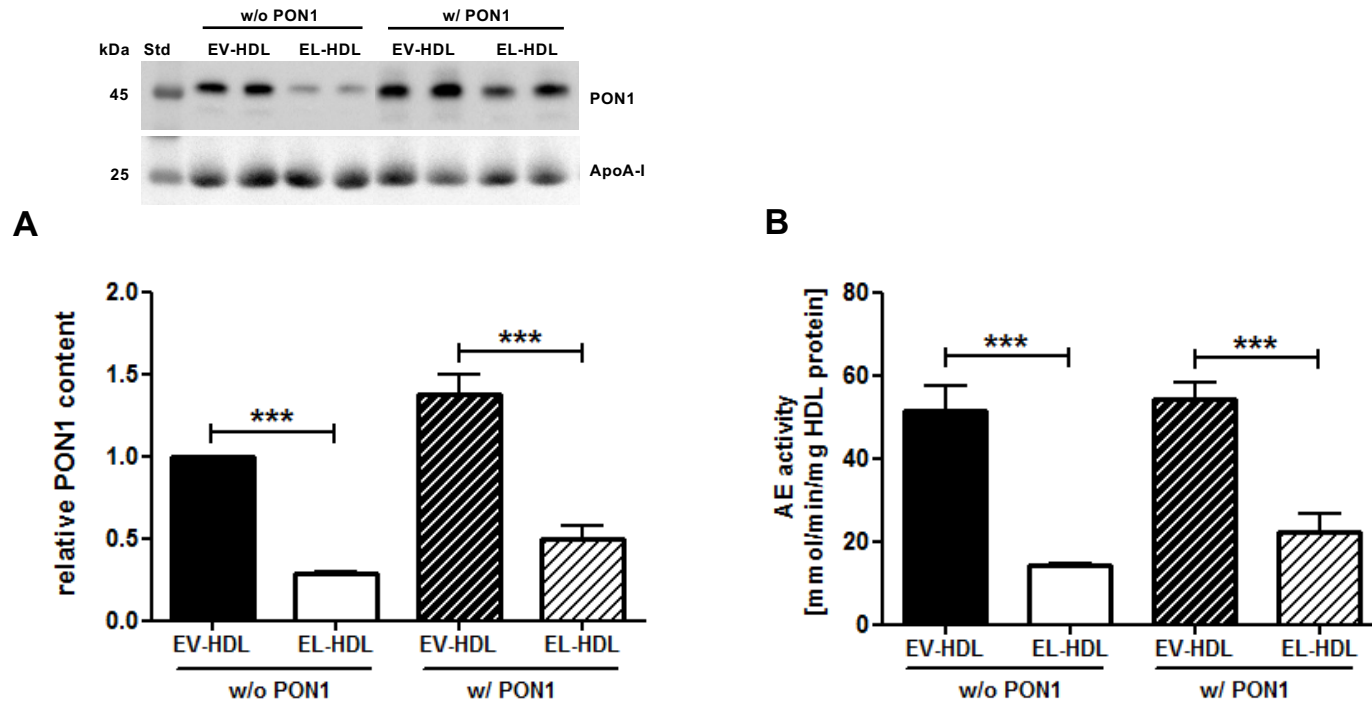 w/o PON1 w/ PON1
kDa Std EV-HDL EL-HDL EV-HDL EL-HDL
45 PON1
25 ApoA-I
A
relative PON1 content
2.0
1.5
1.0
0.5
0.0
***
***
EV-HDL EL-HDL EV-HDL EL-HDL
w/o PON1 w/ PON1
B
AE activity
[mmol/min/mg HDL protein]
80
60
40
20
0
***
***
EV-HDL EL-HDL EV-HDL EL-HDL
w/o PON1 w/ PON1